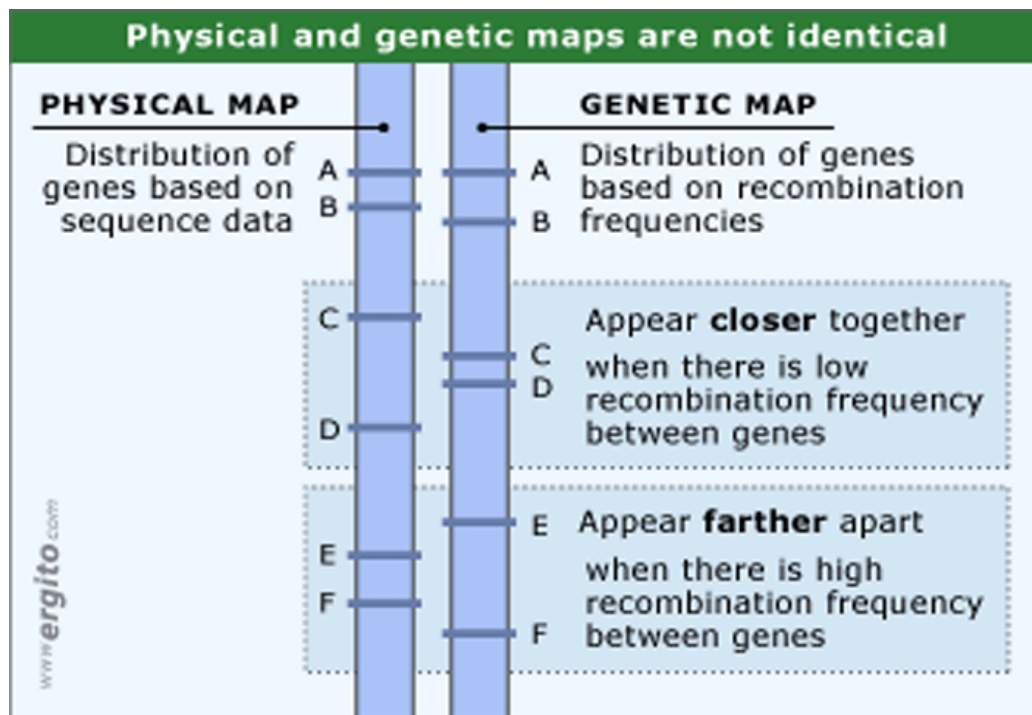 Physical and genetic maps are not identical
PHYSICAL MAP
Distribution of
genes based on
sequence data
GENETIC MAP
Distribution of genes
based on recombination
frequencies
A
B
C
D
E
F
A
B
C
D
E
F
Appear closer together
when there is low
recombination frequency
between genes
Appear farther apart
when there is high
recombination frequency
between genes
www.ergito.com